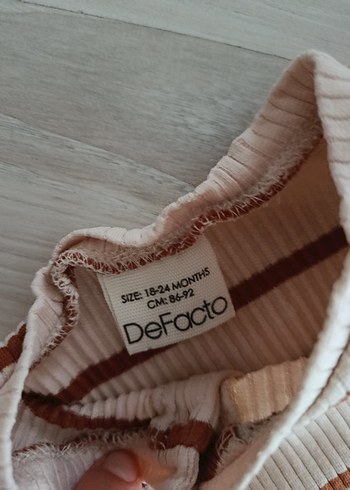 SIZE: 18-24 MONTHS
CM: 86-92
DeFacto